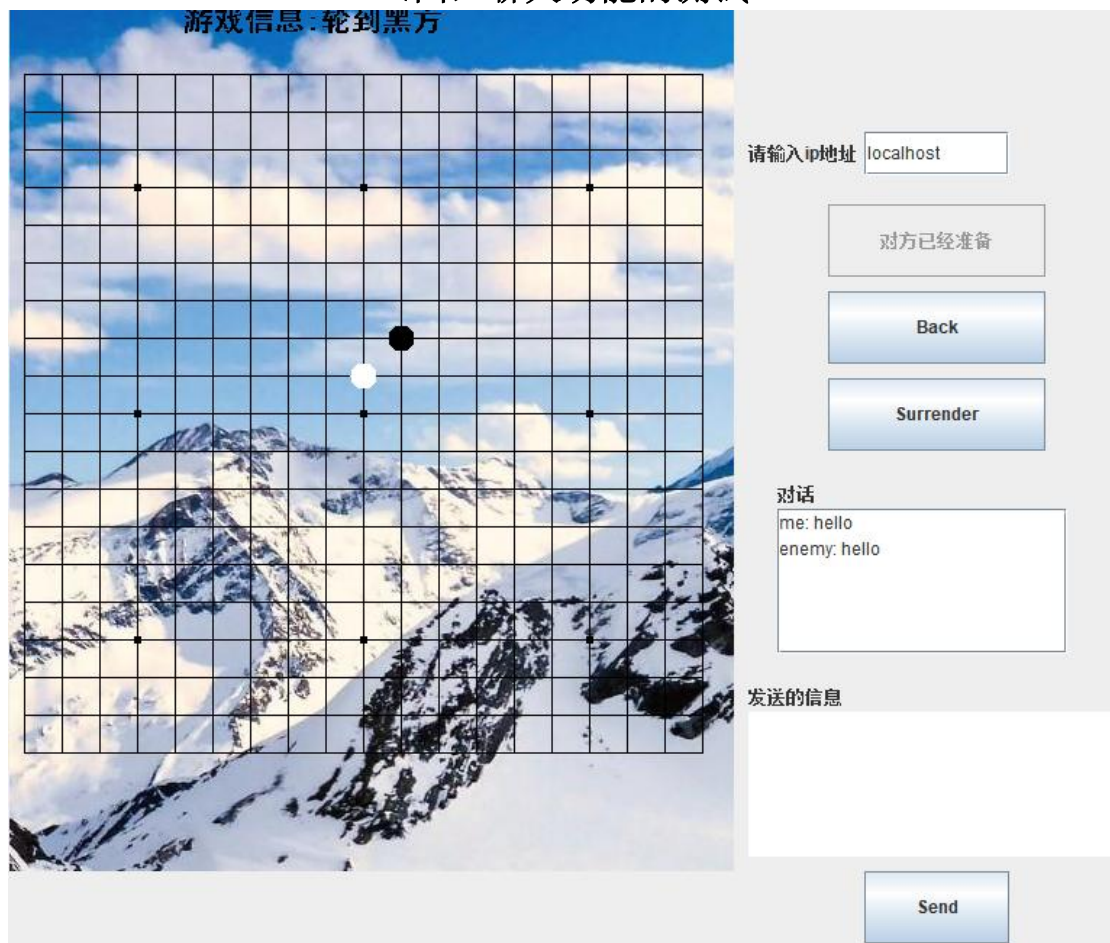 游戏信息:轮到黑方
请输入ip地址 localhost
对方已经准备
Back
Surrender
对话
me: hello
enemy: hello
发送的信息
Send